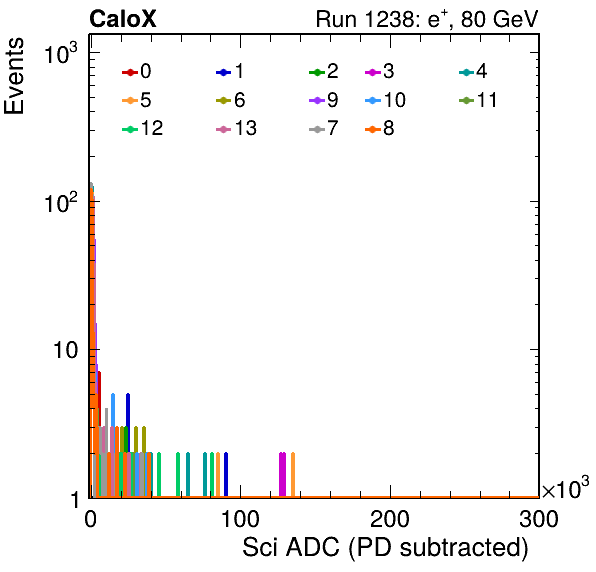 CaloX Run 1238: e⁺, 80 GeV
Events
10³
0 1 2 3 4
5 6 9 10 11
12 13 7 8
10²
10
1
0 100 200 300
×10³
Sci ADC (PD subtracted)